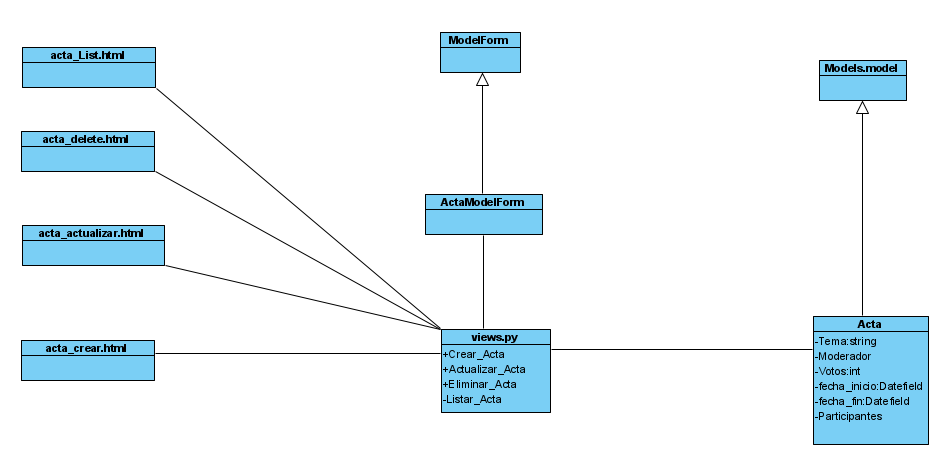 acta_List.html
acta_delete.html
acta_actualizar.html
acta_crear.html
ModelForm
ActaModelForm
views.py
+Crear_Acta
+Actualizar_Acta
+Eliminar_Acta
-Listar_Acta
Models.model
Acta
-Tema:string
-Moderador
-Votos:int
-fecha_inicio:Datefield
-fecha_fin:Datefield
-Participantes